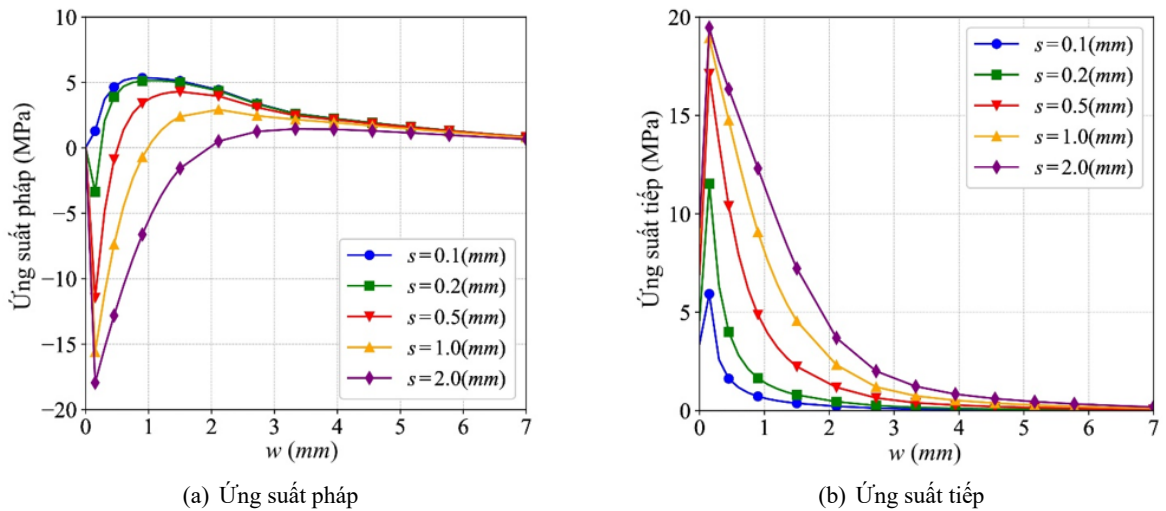 10
5
0
−5
−10
−15
−20
0 1 2 3 4 5 6 7
Ứng suất pháp (MPa)
w (mm)
s = 0.1(mm)
s = 0.2(mm)
s = 0.5(mm)
s = 1.0(mm)
s = 2.0(mm)
(a) Ứng suất pháp
20
15
10
5
0
0 1 2 3 4 5 6 7
Ứng suất tiếp (MPa)
w (mm)
s = 0.1(mm)
s = 0.2(mm)
s = 0.5(mm)
s = 1.0(mm)
s = 2.0(mm)
(b) Ứng suất tiếp